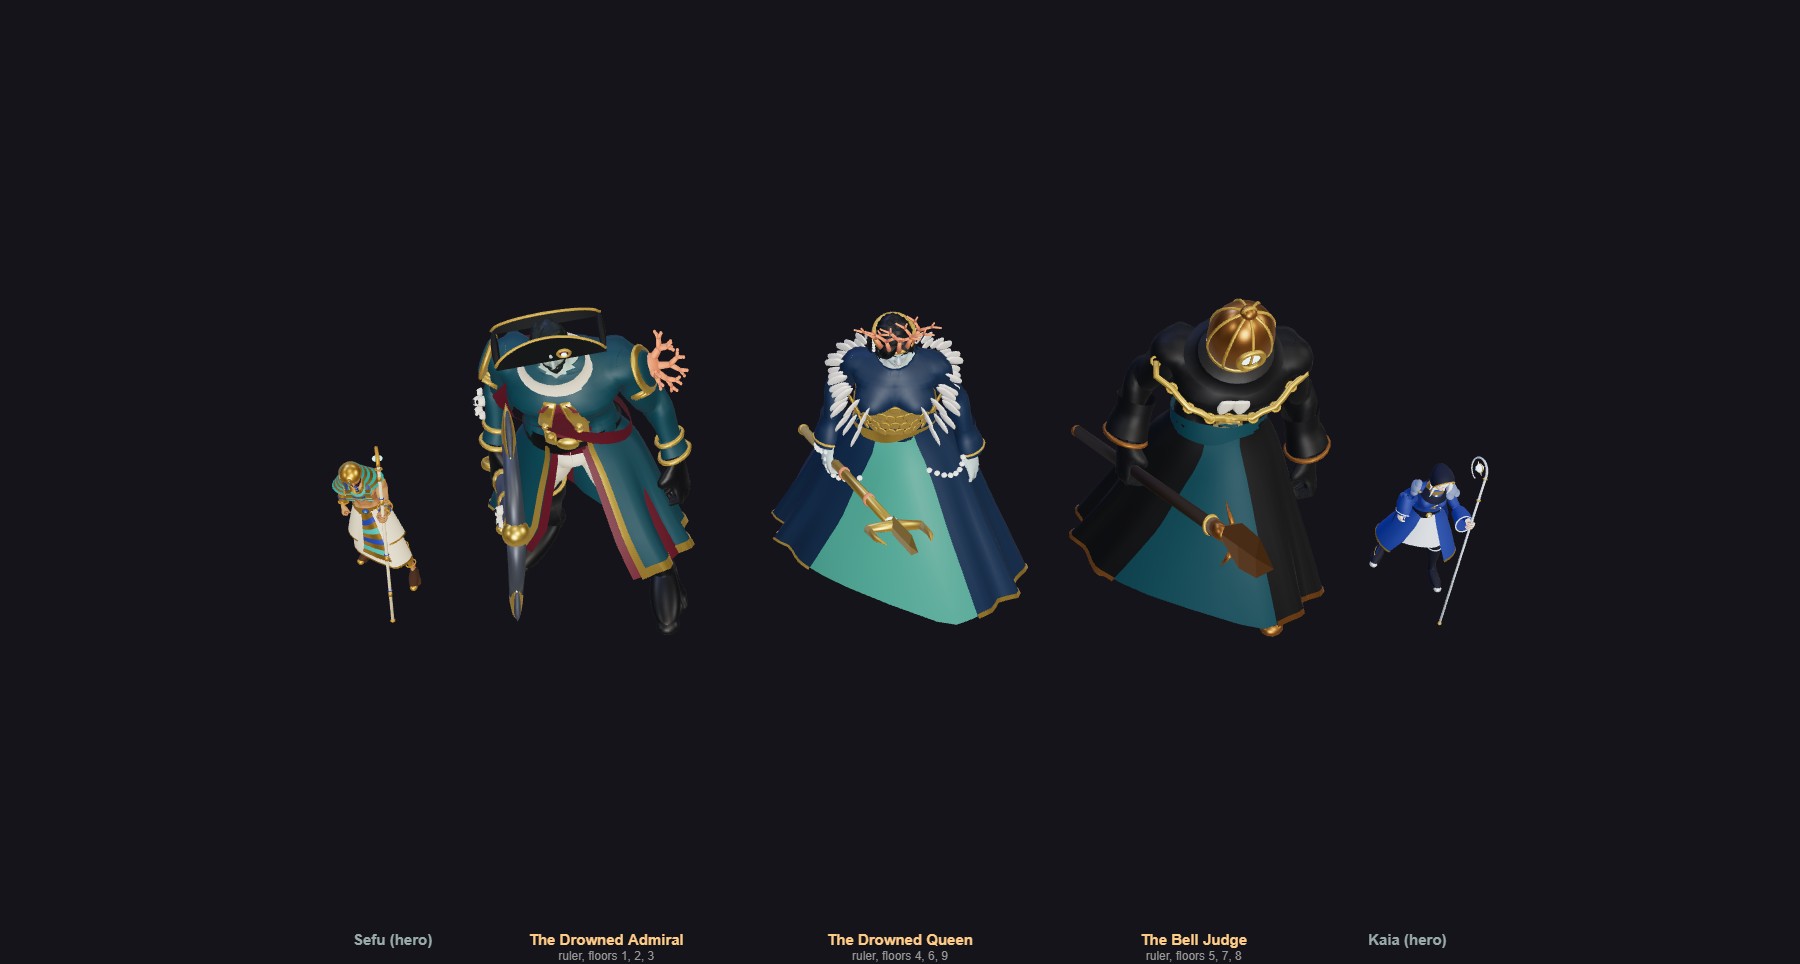 Sefu (hero)
The Drowned Admiral
ruler, floors 1, 2, 3
The Drowned Queen
ruler, floors 4, 6, 9
The Bell Judge
ruler, floors 5, 7, 8
Kaia (hero)